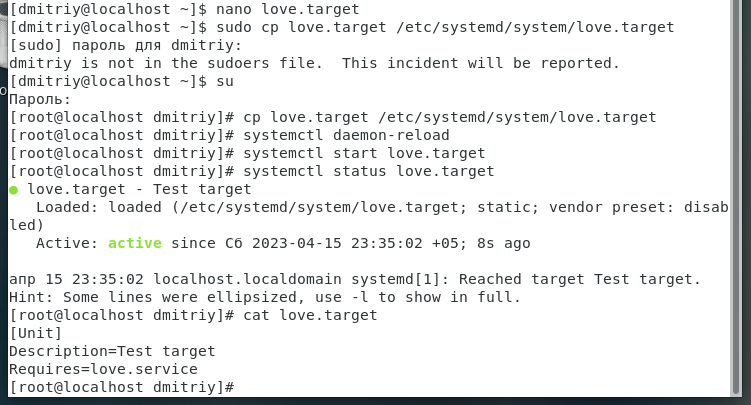 [dmitriy@localhost ~]$ nano love.target
[dmitriy@localhost ~]$ sudo cp love.target /etc/systemd/system/love.target
[sudo] пароль для dmitriy:
dmitriy is not in the sudoers file.  This incident will be reported.
[dmitriy@localhost ~]$ su
Пароль:
[root@localhost dmitriy]# cp love.target /etc/systemd/system/love.target
[root@localhost dmitriy]# systemctl daemon-reload
[root@localhost dmitriy]# systemctl start love.target
[root@localhost dmitriy]# systemctl status love.target
● love.target - Test target
   Loaded: loaded (/etc/systemd/system/love.target; static; vendor preset: disab
led)
   Active: active since Сб 2023-04-15 23:35:02 +05; 8s ago
апр 15 23:35:02 localhost.localdomain systemd[1]: Reached target Test target.
Hint: Some lines were ellipsized, use -l to show in full.
[root@localhost dmitriy]# cat love.target
[Unit]
Description=Test target
Requires=love.service
[root@localhost dmitriy]#